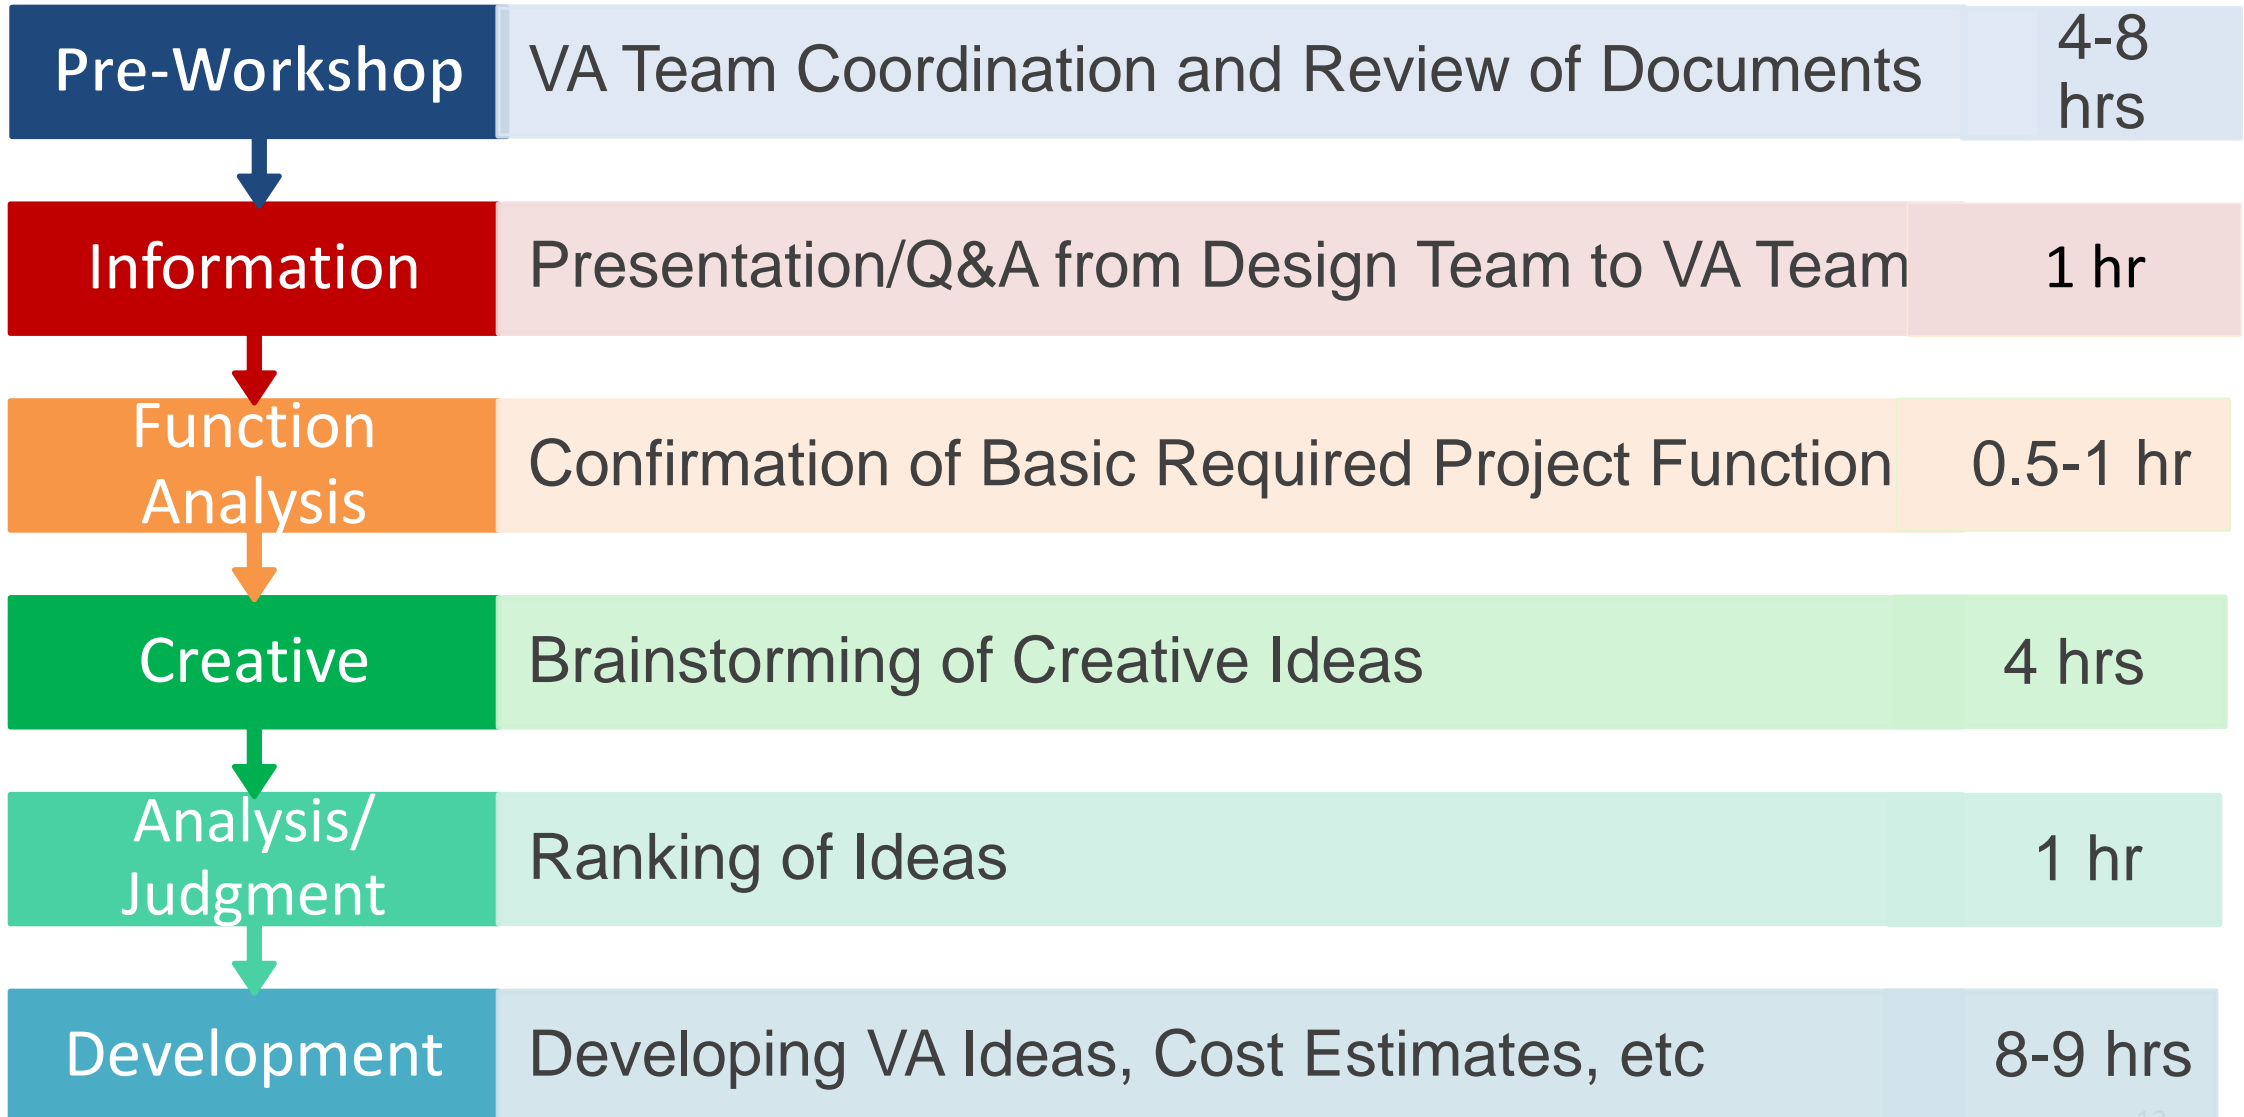 Pre-Workshop
VA Team Coordination and Review of Documents
4-8
hrs
Information
Presentation/Q&A from Design Team to VA Team
1 hr
Function
Analysis
Confirmation of Basic Required Project Function
0.5-1 hr
Creative
Brainstorming of Creative Ideas
4 hrs
Analysis/
Judgment
Ranking of Ideas
1 hr
Development
Developing VA Ideas, Cost Estimates, etc
8-9 hrs